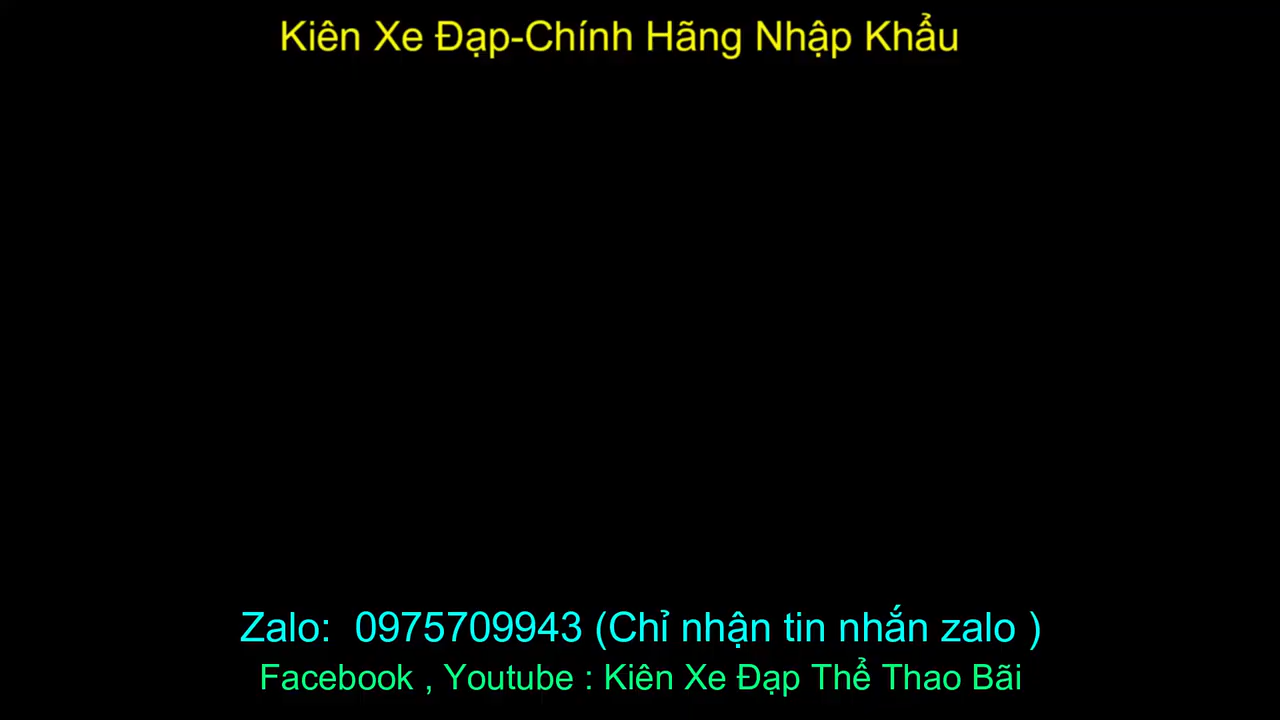 Kiên Xe Đạp-Chính Hãng Nhập Khẩu
Zalo:  0975709943 (Chỉ nhận tin nhắn zalo )
Facebook , Youtube : Kiên Xe Đạp Thể Thao Bãi